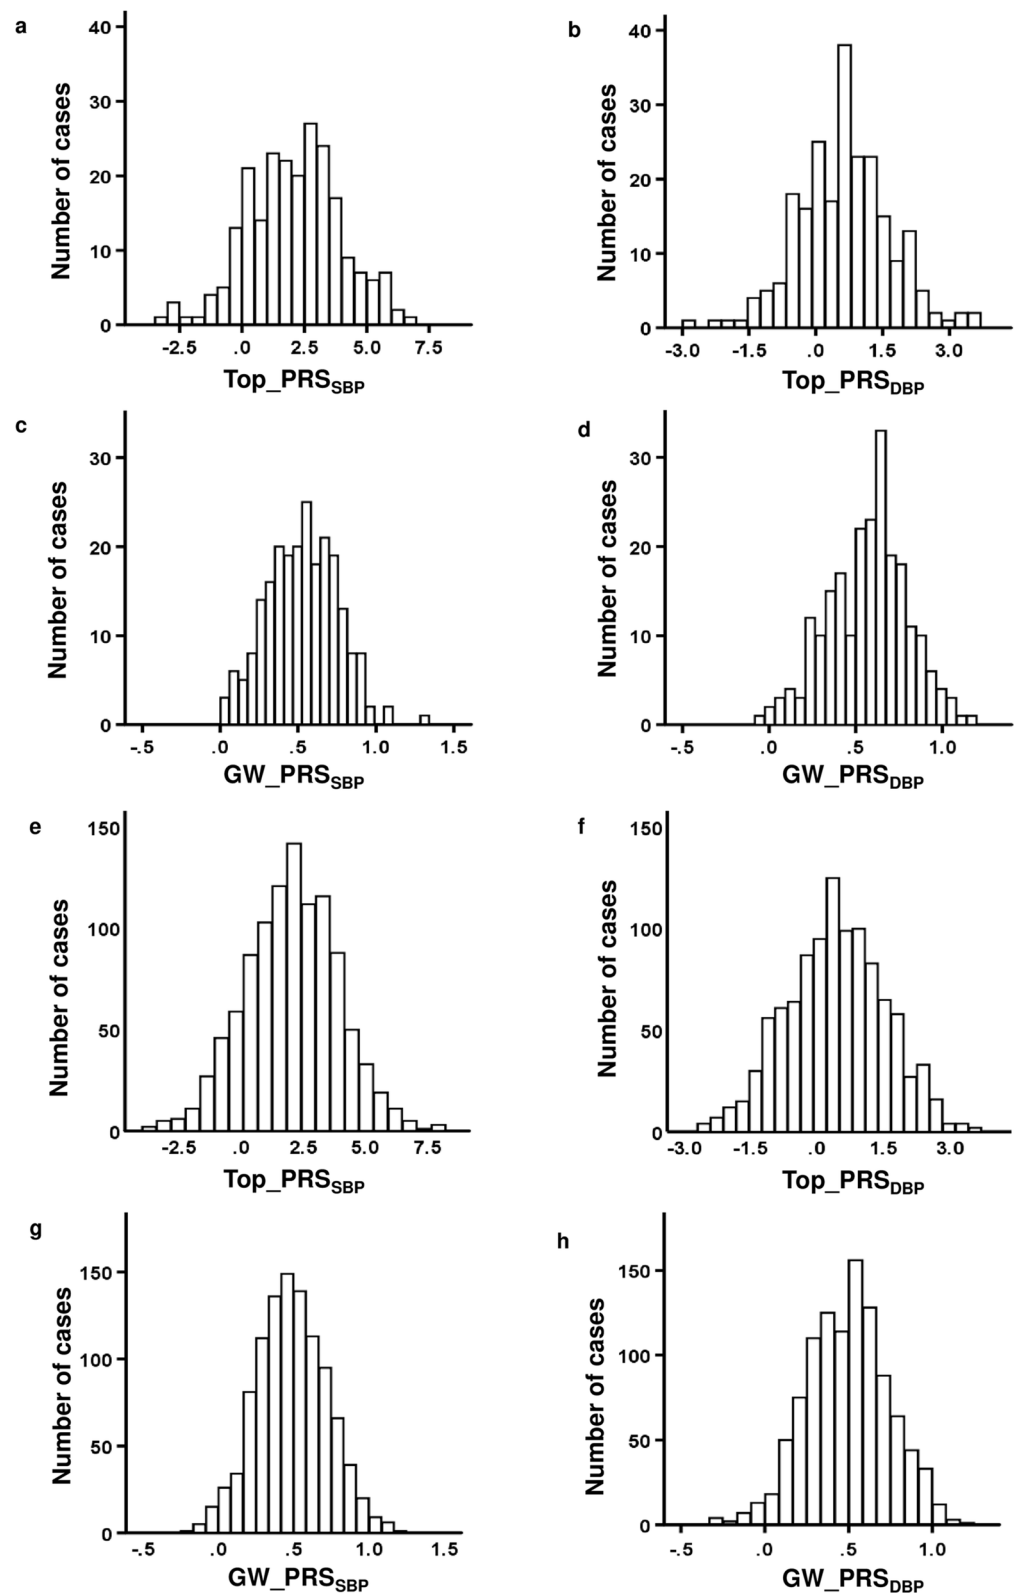 a
40
30
20
10
0
Number of cases
-2.5 .0 2.5 5.0 7.5
Top_PRSSBP
b
40
30
20
10
0
Number of cases
-3.0 -1.5 .0 1.5 3.0
Top_PRSDBP
c
30
20
10
0
Number of cases
-.5 .0 .5 1.0 1.5
GW_PRSSBP
d
30
20
10
0
Number of cases
-.5 .0 .5 1.0
GW_PRSDBP
e
150
100
50
0
Number of cases
-2.5 .0 2.5 5.0 7.5
Top_PRSSBP
f
150
100
50
0
Number of cases
-3.0 -1.5 .0 1.5 3.0
Top_PRSDBP
g
150
100
50
0
Number of cases
-.5 .0 .5 1.0 1.5
GW_PRSSBP
h
150
100
50
0
Number of cases
-.5 .0 .5 1.0
GW_PRSDBP